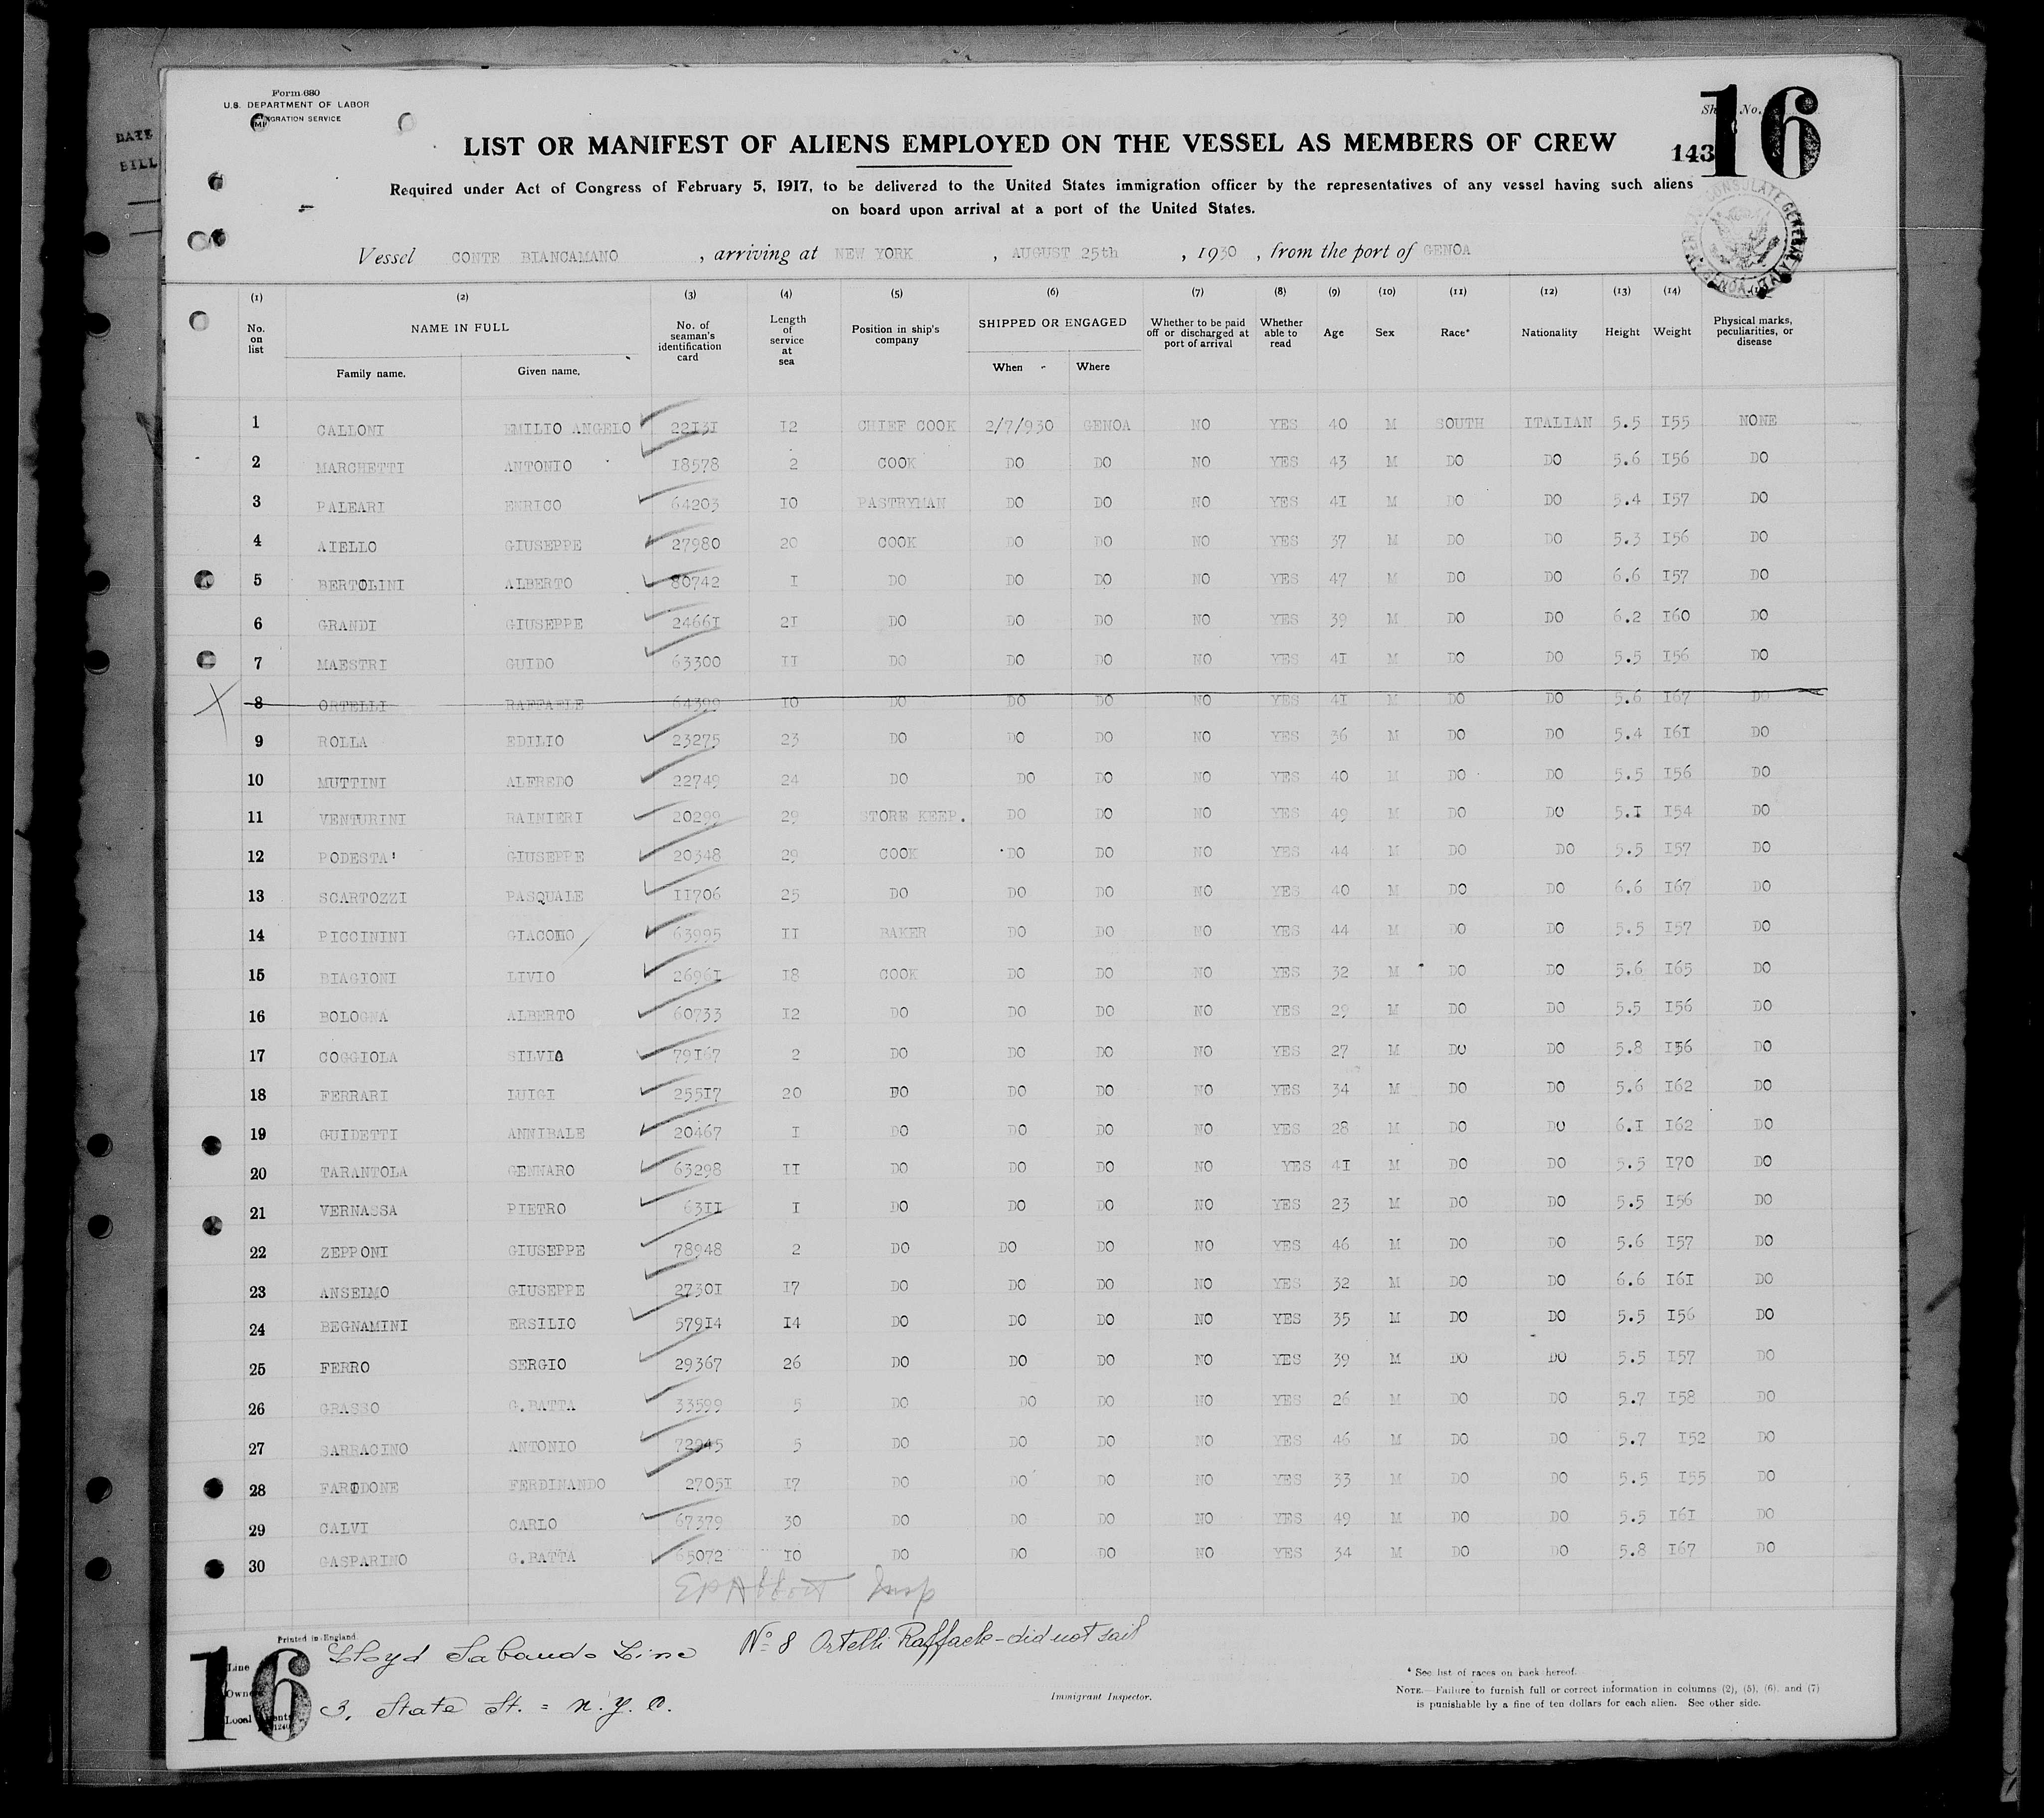 DATE
BILL
Form 680
U.S. DEPARTMENT OF LABOR
IMMIGRATION SERVICE
Sheet No.
16
143
LIST OR MANIFEST OF ALIENS EMPLOYED ON THE VESSEL AS MEMBERS OF CREW
Required under Act of Congress of February 5, 1917, to be delivered to the United States immigration officer by the representatives of any vessel having such aliens
on board upon arrival at a port of the United States.
Vessel CONTE BIANCAMANO , arriving at NEW YORK , AUGUST 25th , 1930 , from the port of GENOA
(1) (2) (3) (4) (5) (6) (7) (8) (9) (10) (11) (12) (13) (14)
No. on list NAME IN FULL Family name. Given name. No. of seaman's identification card Length of service at sea Position in ship's company SHIPPED OR ENGAGED When Where Whether to be paid off or discharged at port of arrival Whether able to read Age Sex Race* Nationality Height Weight Physical marks, peculiarities, or disease
1 CALLONI EMILIO ANGELO 22131 12 CHIEF COOK 2/7/930 GENOA NO YES 40 M SOUTH ITALIAN 5.5 155 NONE
2 MARCHETTI ANTONIO 18578 2 COOK DO DO NO YES 43 M DO DO 5.6 156 DO
3 PALEARI ENRICO 64203 10 PASTRYMAN DO DO NO YES 41 M DO DO 5.4 157 DO
4 AIELLO GIUSEPPE 27980 20 COOK DO DO NO YES 37 M DO DO 5.3 156 DO
5 BERTOLINI ALBERTO 80742 1 DO DO DO NO YES 47 M DO DO 6.6 157 DO
6 GRANDI GIUSEPPE 24661 21 DO DO DO NO YES 39 M DO DO 6.2 160 DO
7 MAESTRI GUIDO 63300 11 DO DO DO NO YES 41 M DO DO 5.5 156 DO
8 ORTELLI RAFFAELE 64399 10 DO DO DO NO YES 41 M DO DO 5.6 167 DO
9 ROLLA EDILIO 23275 23 DO DO DO NO YES 36 M DO DO 5.4 161 DO
10 MUTTINI ALFREDO 22749 24 DO DO DO NO YES 40 M DO DO 5.5 156 DO
11 VENTURINI RAINIERI 20299 29 STORE KEEP. DO DO NO YES 49 M DO DO 5.1 154 DO
12 PODESTA' GIUSEPPE 20348 29 COOK DO DO NO YES 44 M DO DO 5.5 157 DO
13 SCARTOZZI PASQUALE 11706 25 DO DO DO NO YES 40 M DO DO 6.6 167 DO
14 PICCININI GIACOMO 63995 11 BAKER DO DO NO YES 44 M DO DO 5.5 157 DO
15 BIAGIONI LIVIO 26961 18 COOK DO DO NO YES 32 M DO DO 5.6 165 DO
16 BOLOGNA ALBERTO 60733 12 DO DO DO NO YES 29 M DO DO 5.5 156 DO
17 COGGIOLA SILVIO 79167 2 DO DO DO NO YES 27 M DO DO 5.8 156 DO
18 FERRARI LUIGI 25517 20 DO DO DO NO YES 34 M DO DO 5.6 162 DO
19 GUIDETTI ANNIBALE 20467 1 DO DO DO NO YES 28 M DO DO 6.1 162 DO
20 TARANTOLA GENNARO 63298 11 DO DO DO NO YES 41 M DO DO 5.5 170 DO
21 VERNASSA PIETRO 6311 1 DO DO DO NO YES 23 M DO DO 5.5 156 DO
22 ZEPPONI GIUSEPPE 78948 2 DO DO DO NO YES 46 M DO DO 5.6 157 DO
23 ANSELMO GIUSEPPE 27301 17 DO DO DO NO YES 32 M DO DO 6.6 161 DO
24 BEGNAMINI ERSILIO 57914 14 DO DO DO NO YES 35 M DO DO 5.5 156 DO
25 FERRO SERGIO 29367 26 DO DO DO NO YES 39 M DO DO 5.5 157 DO
26 GRASSO G.BATTA 33599 5 DO DO DO NO YES 26 M DO DO 5.7 158 DO
27 SARRACINO ANTONIO 5 DO DO DO NO YES 46 M DO DO 5.7 152 DO
28 FERDINANDO 27051 17 DO DO DO NO YES 33 M DO DO 5.5 155 DO
29 CALVI CARLO 67379 30 DO DO DO NO YES 49 M DO DO 5.5 161 DO
30 GASPARINO G.BATTA 65072 10 DO DO DO NO YES 34 M DO DO 5.8 167 DO
EPAbbott Insp
Printed in England
Lloyd Sabaudo Line
No 8 Ortelli Raffaele - did not sail
16
Line
Owners
Local Agents
3, State St. = N.Y.C.
Immigrant Inspector.
* See list of races on back hereof.
NOTE.—Failure to furnish full or correct information in columns (2), (5), (6), and (7)
is punishable by a fine of ten dollars for each alien. See other side.